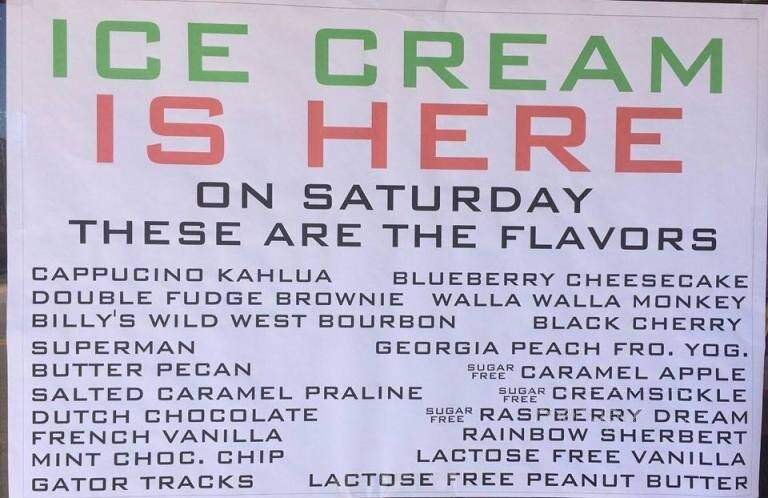 ICE CREAM
IS HERE
ON SATURDAY
THESE ARE THE FLAVORS
CAPPUCINO KAHLUA BLUEBERRY CHEESECAKE
DOUBLE FUDGE BROWNIE WALLA WALLA MONKEY
BILLY'S WILD WEST BOURBON BLACK CHERRY
SUPERMAN GEORGIA PEACH FRO. YOG.
BUTTER PECAN SUGAR FREE CARAMEL APPLE
SALTED CARAMEL PRALINE SUGAR FREE CREAMSICKLE
DUTCH CHOCOLATE SUGAR FREE RASPBERRY DREAM
FRENCH VANILLA RAINBOW SHERBERT
MINT CHOC. CHIP LACTOSE FREE VANILLA
GATOR TRACKS LACTOSE FREE PEANUT BUTTER